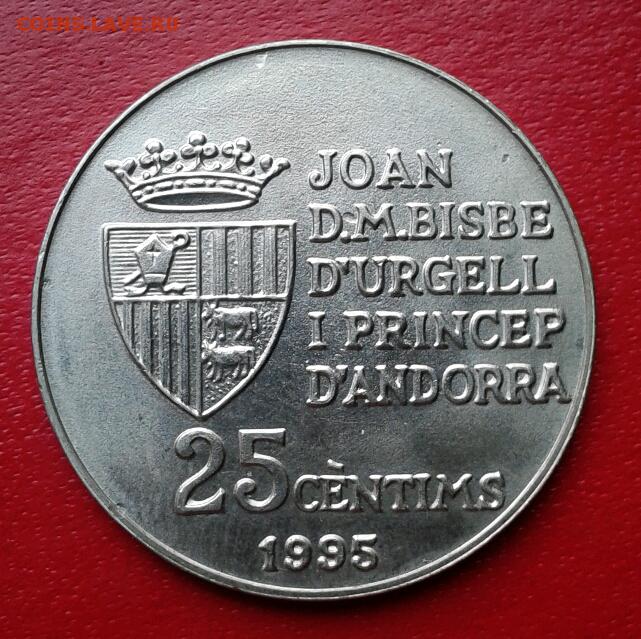 COINS.LAVE.RU
JOAN
D.M.BISBE
D'URGELL
I PRINCEP
D'ANDORRA
25 CÈNTIMS
1995